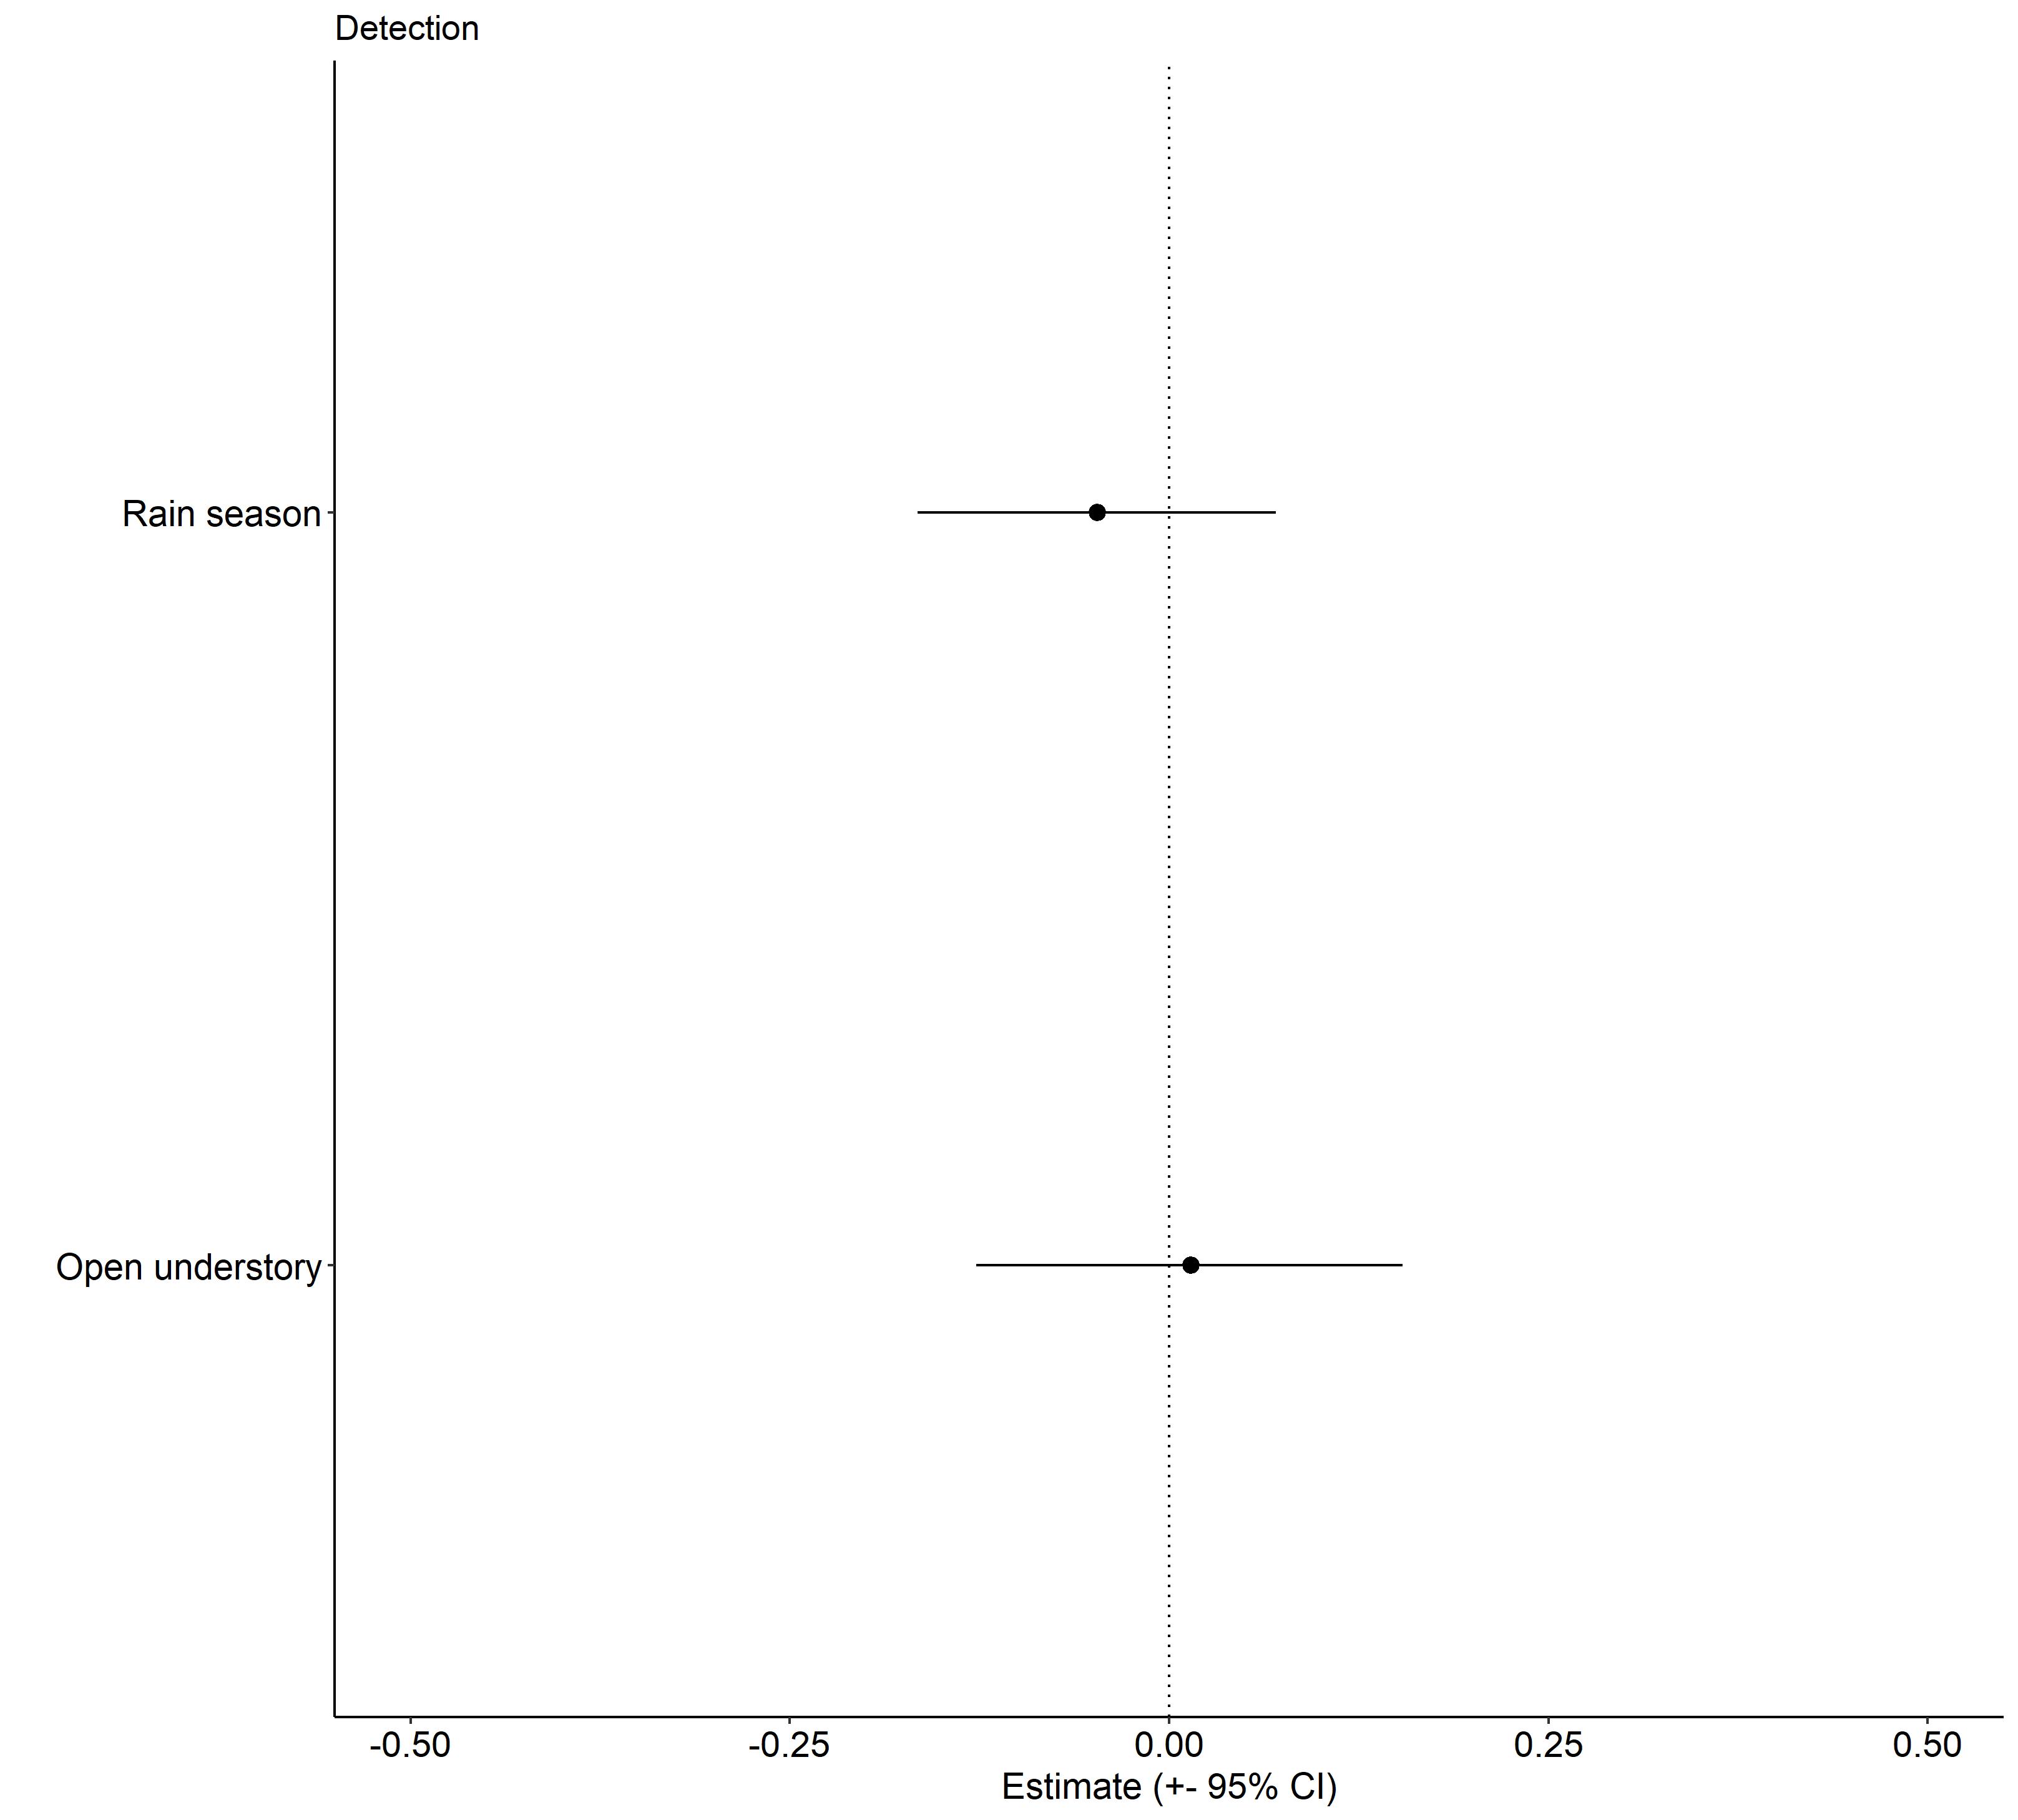 Detection
Rain season
Open understory
-0.50 -0.25 0.00 0.25 0.50
Estimate (+- 95% CI)